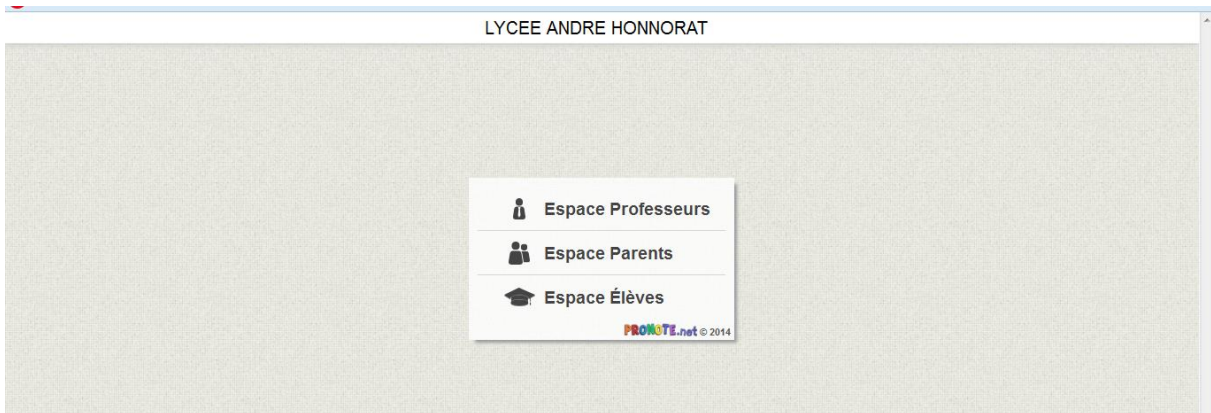 LYCEE ANDRE HONNORAT
Espace Professeurs
Espace Parents
Espace Élèves
PRONOTE.net © 2014